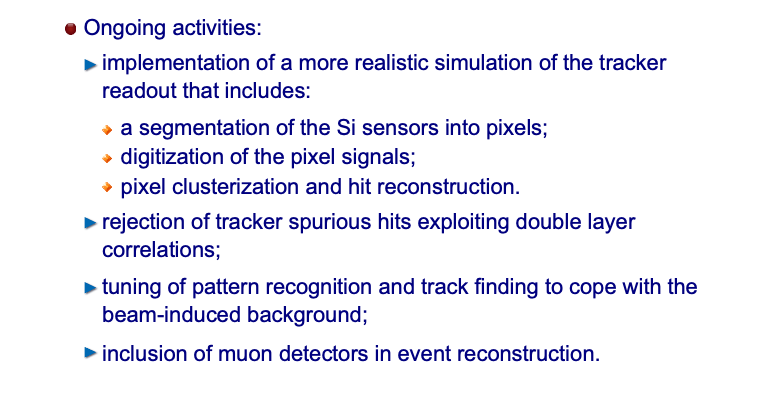 Ongoing activities:
implementation of a more realistic simulation of the tracker
readout that includes:
a segmentation of the Si sensors into pixels;
digitization of the pixel signals;
pixel clusterization and hit reconstruction.
rejection of tracker spurious hits exploiting double layer
correlations;
tuning of pattern recognition and track finding to cope with the
beam-induced background;
inclusion of muon detectors in event reconstruction.